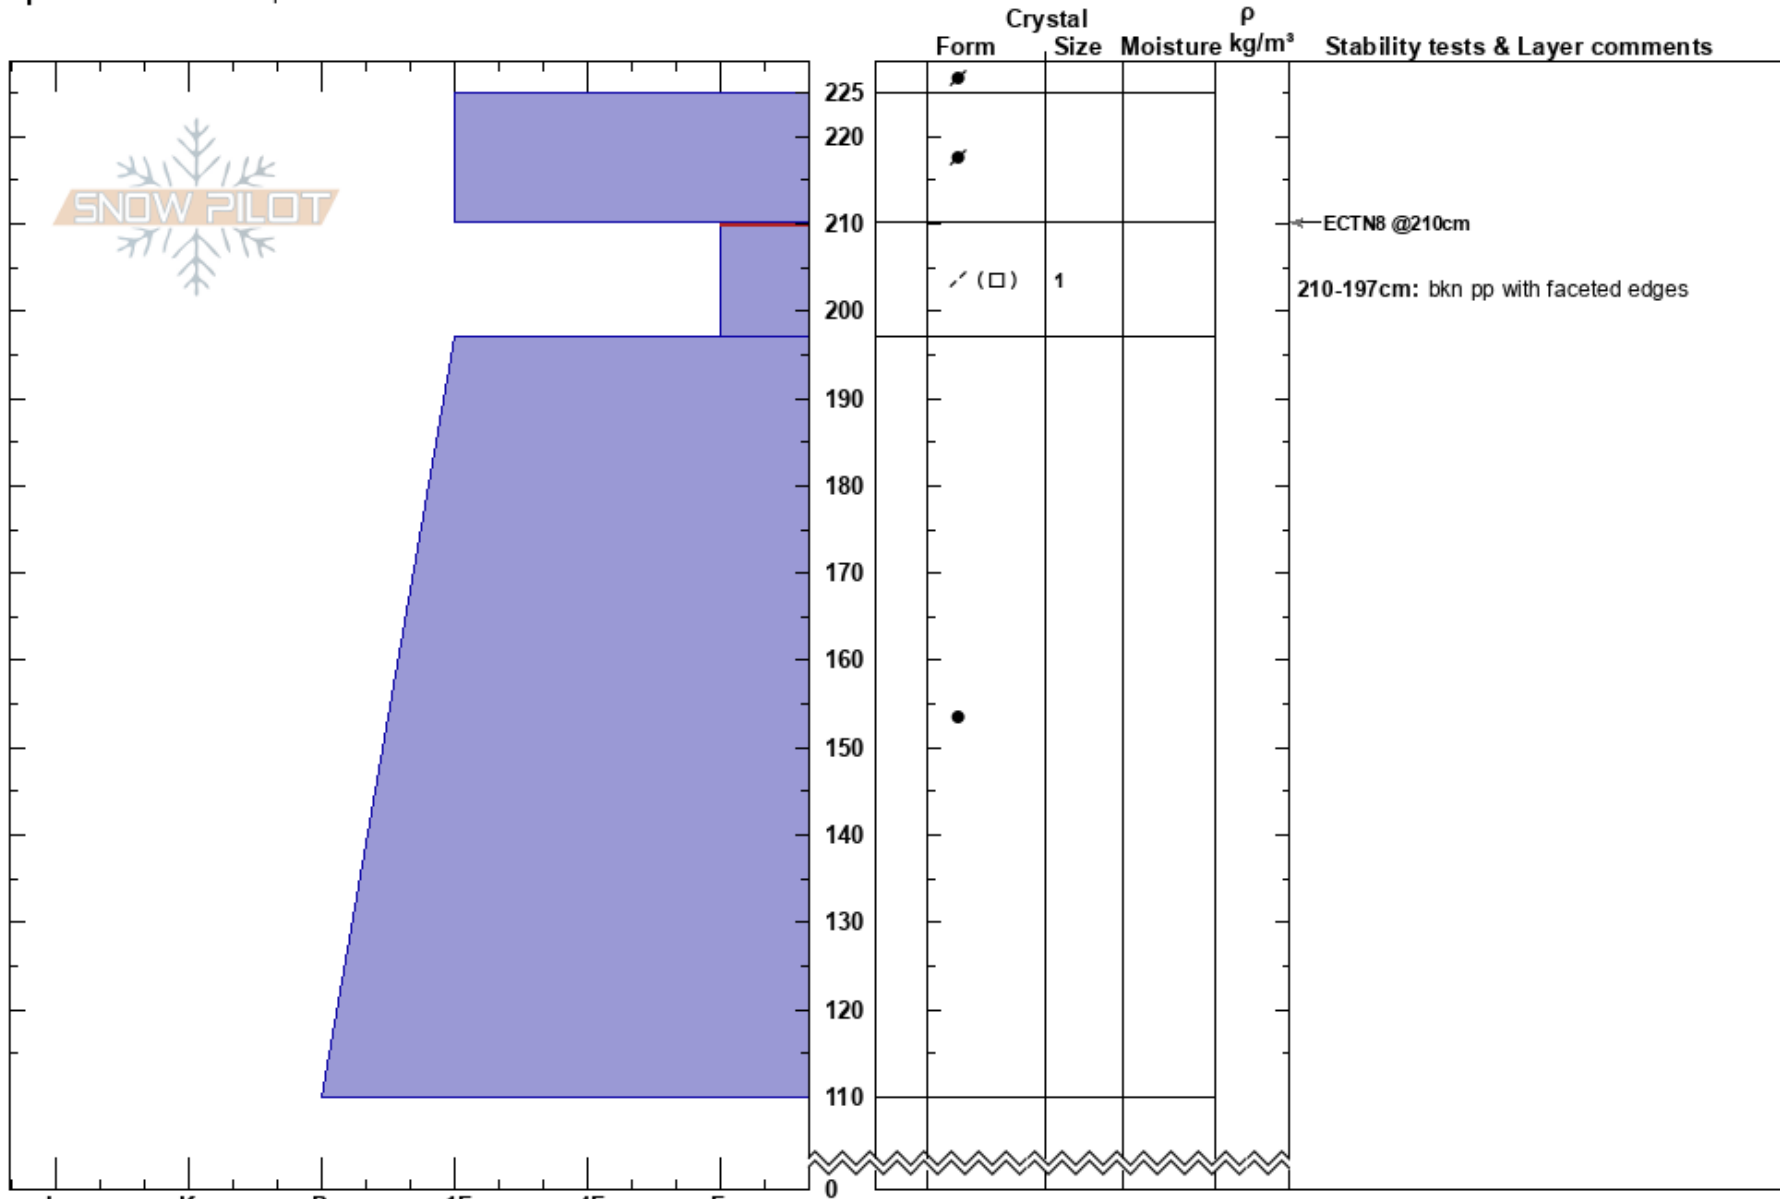 Crystal
ρ
Form Size Moisture kg/m³ Stability tests & Layer comments
225
220
SNOW PILOT
210
ECTN8 @210cm
1
210-197cm: bkn pp with faceted edges
200
190
180
170
160
150
140
130
120
110
0